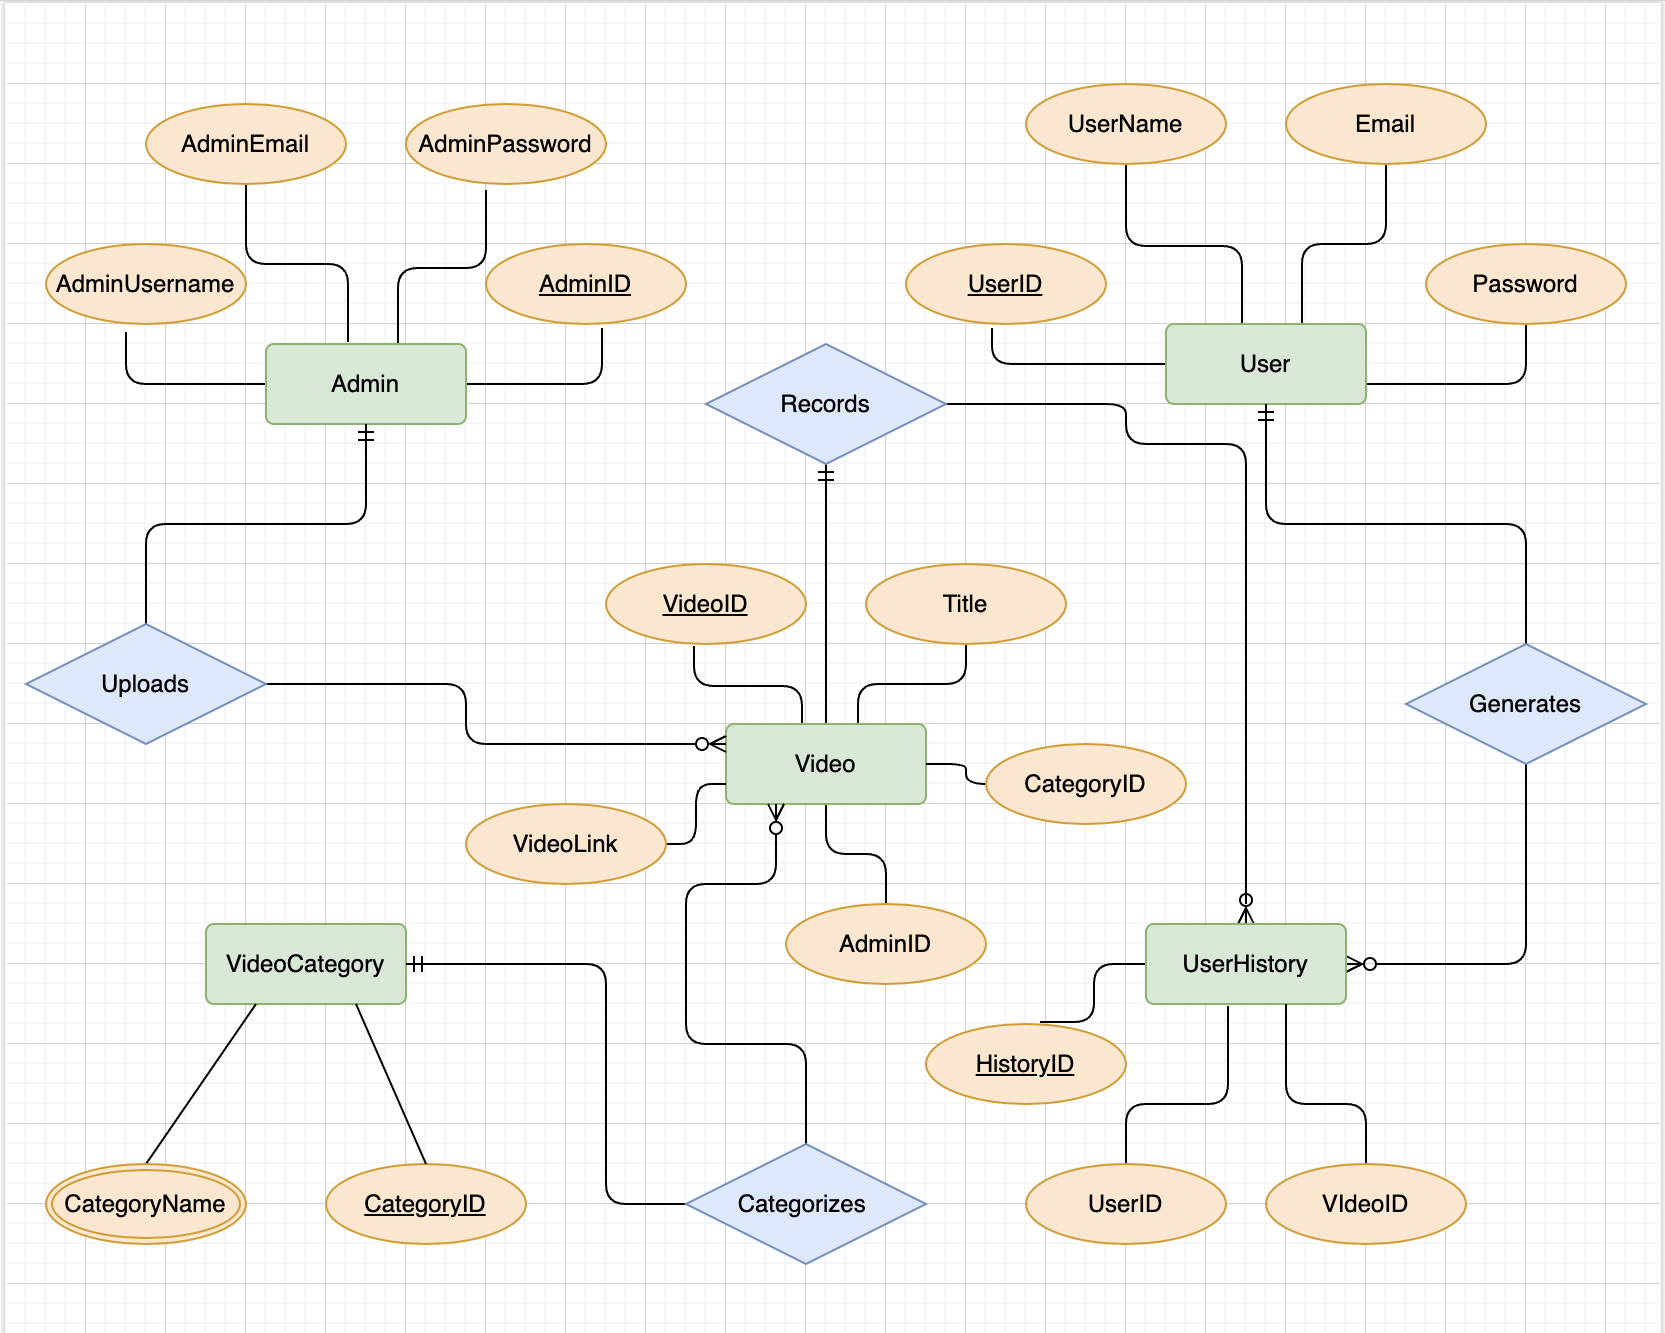 UserName
Email
AdminEmail
AdminPassword
AdminUsername
AdminID
UserID
Password
Admin
User
Records
VideoID
Title
Uploads
Generates
Video
CategoryID
VideoLink
AdminID
VideoCategory
UserHistory
HistoryID
CategoryName
CategoryID
Categorizes
UserID
VIdeoID